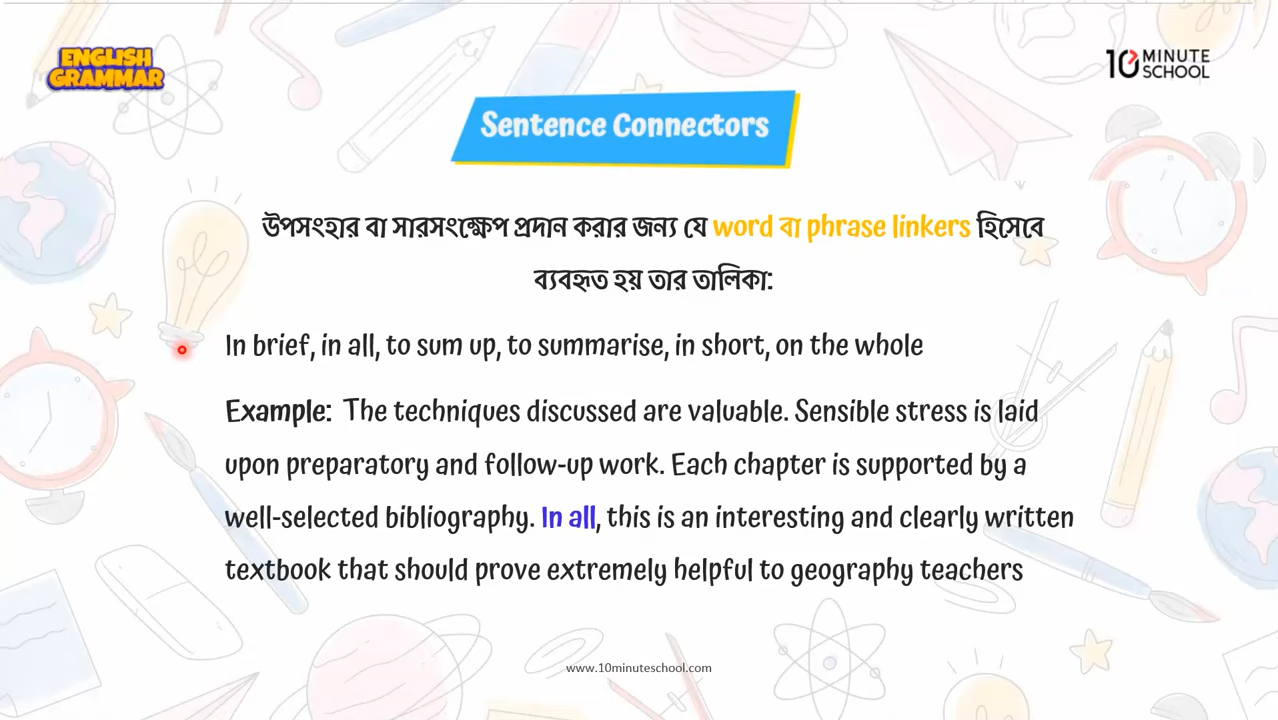 ENGLISH
GRAMMAR
10 MINUTE
SCHOOL
Sentence Connectors
উপসংহার বা সারসংক্ষেপ প্রদান করার জন্য যে word বা phrase linkers হিসেবে
ব্যবহৃত হয় তার তালিকা:
In brief, in all, to sum up, to summarise, in short, on the whole
Example: The techniques discussed are valuable. Sensible stress is laid
upon preparatory and follow-up work. Each chapter is supported by a
well-selected bibliography. In all, this is an interesting and clearly written
textbook that should prove extremely helpful to geography teachers
www.10minuteschool.com